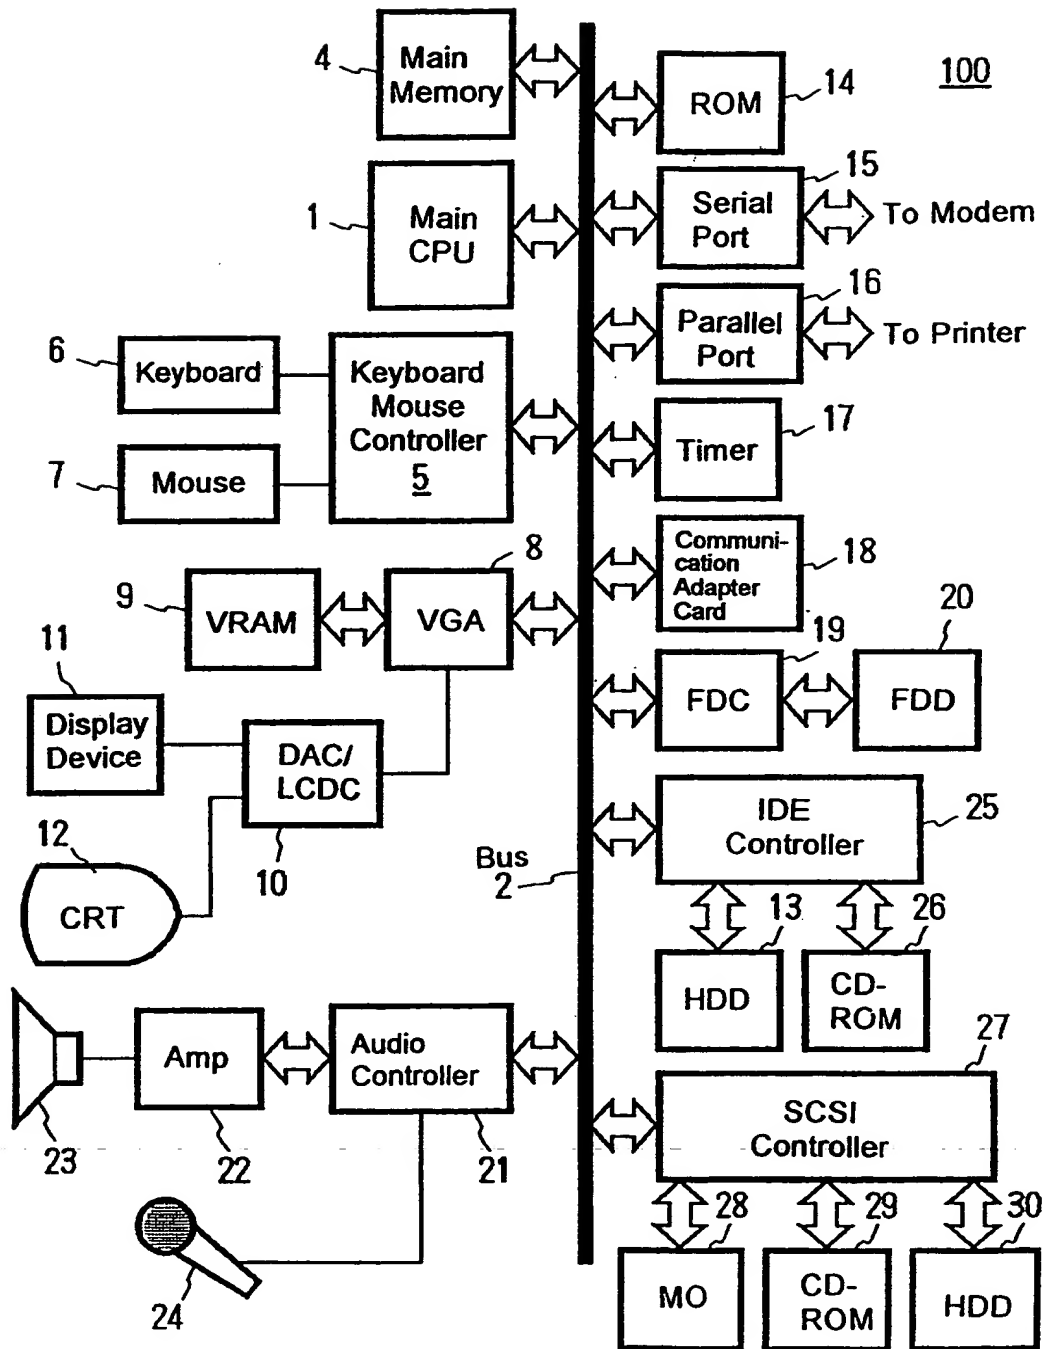 100
4
Main
Memory
14
ROM
1
Main
CPU
15
Serial
Port
To Modem
16
Parallel
Port
To Printer
6
Keyboard
7
Mouse
Keyboard
Mouse
Controller
5
17
Timer
18
Communi-
cation
Adapter
Card
9
VRAM
8
VGA
19
FDC
20
FDD
11
Display
Device
DAC/
LCDC
10
12
CRT
Bus
2
25
IDE
Controller
13
HDD
26
CD-
ROM
23
Amp
22
Audio
Controller
21
24
27
SCSI
Controller
28
MO
29
CD-
ROM
30
HDD